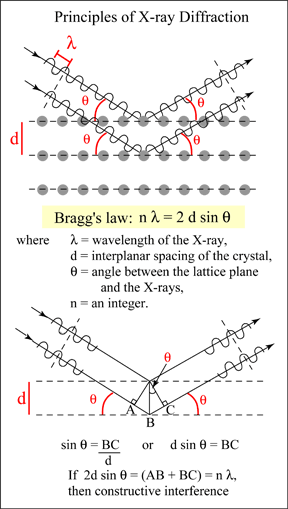 Principles of X-ray Diffraction
λ
θ θ
d θ θ
Bragg's law: n λ = 2 d sin θ
where λ = wavelength of the X-ray,
d = interplanar spacing of the crystal,
θ = angle between the lattice plane
and the X-rays,
n = an integer.
θ
d θ A C θ
B
sin θ = BC/d or d sin θ = BC
If 2d sin θ = (AB + BC) = n λ,
then constructive interference